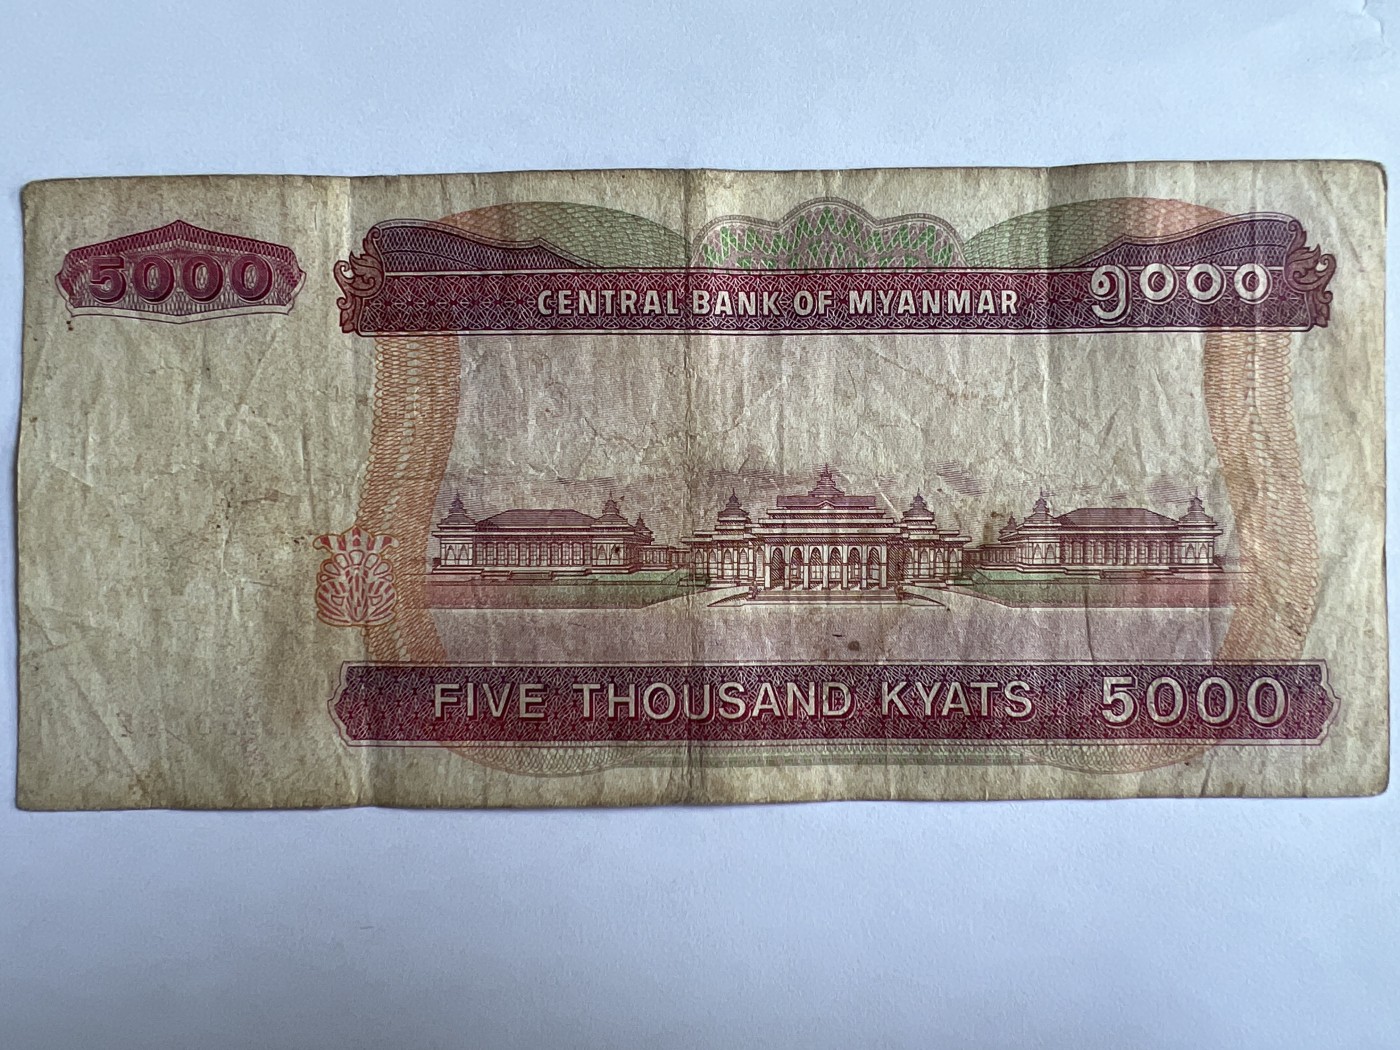 5000
CENTRAL BANK OF MYANMAR ၅၀၀၀
FIVE THOUSAND KYATS 5000